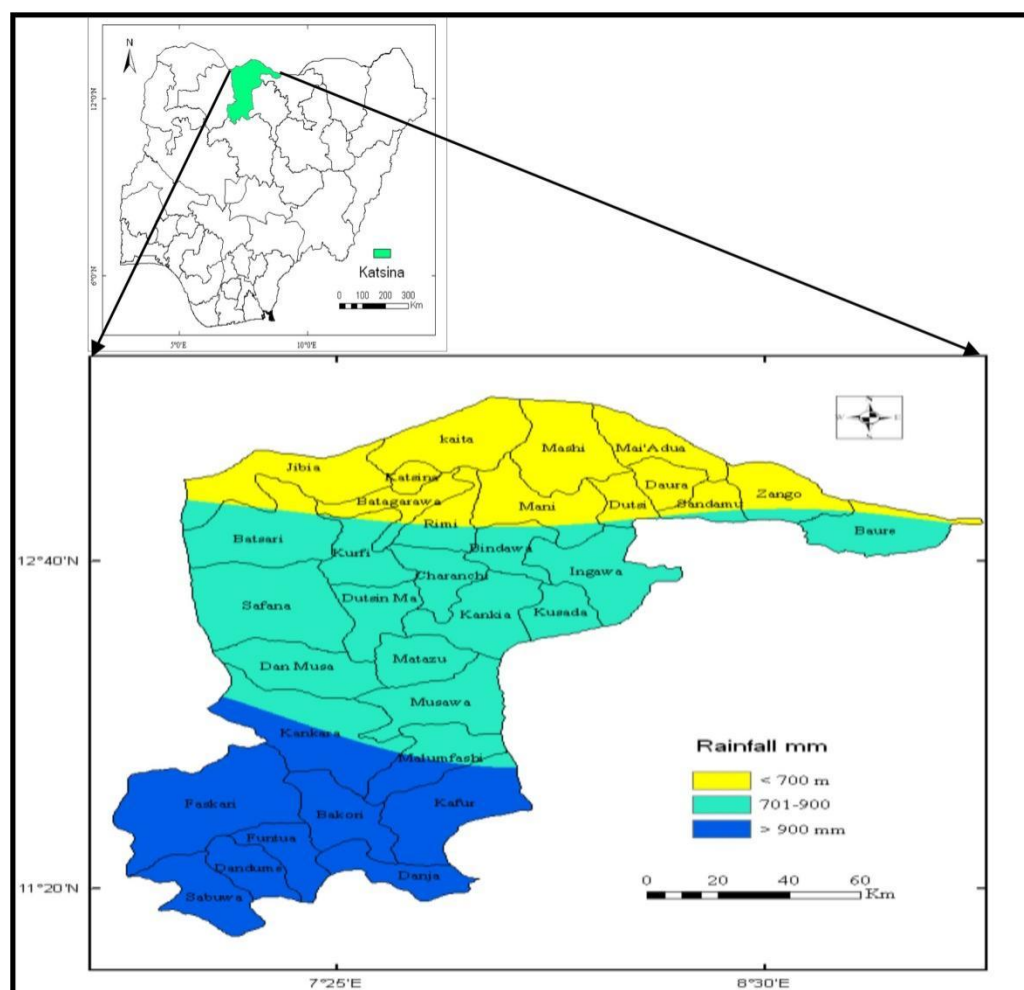 N
12°0'N
6°0'N
Katsina
0 100 200 300
Km
5°0'E
10°0'E
N
W E
S
kaita
Mashi
Mai'Adua
Jibia
Katsina
Daura
Zango
Batagarawa
Mani
Dutsi
Sandamu
Rimi
Baure
Batsari
Kurfi
Bindawa
12°40'N
Charanchi
Ingawa
Safana
Dutsin Ma
Kankia
Kusada
Dan Musa
Matazu
Musawa
Kankara
Malumfashi
Rainfall mm
< 700 m
701-900
> 900 mm
Faskari
Bakori
Kafur
Funtua
Dandume
Danja
Sabuwa
11°20'N
0 20 40 60
Km
7°25'E
8°30'E